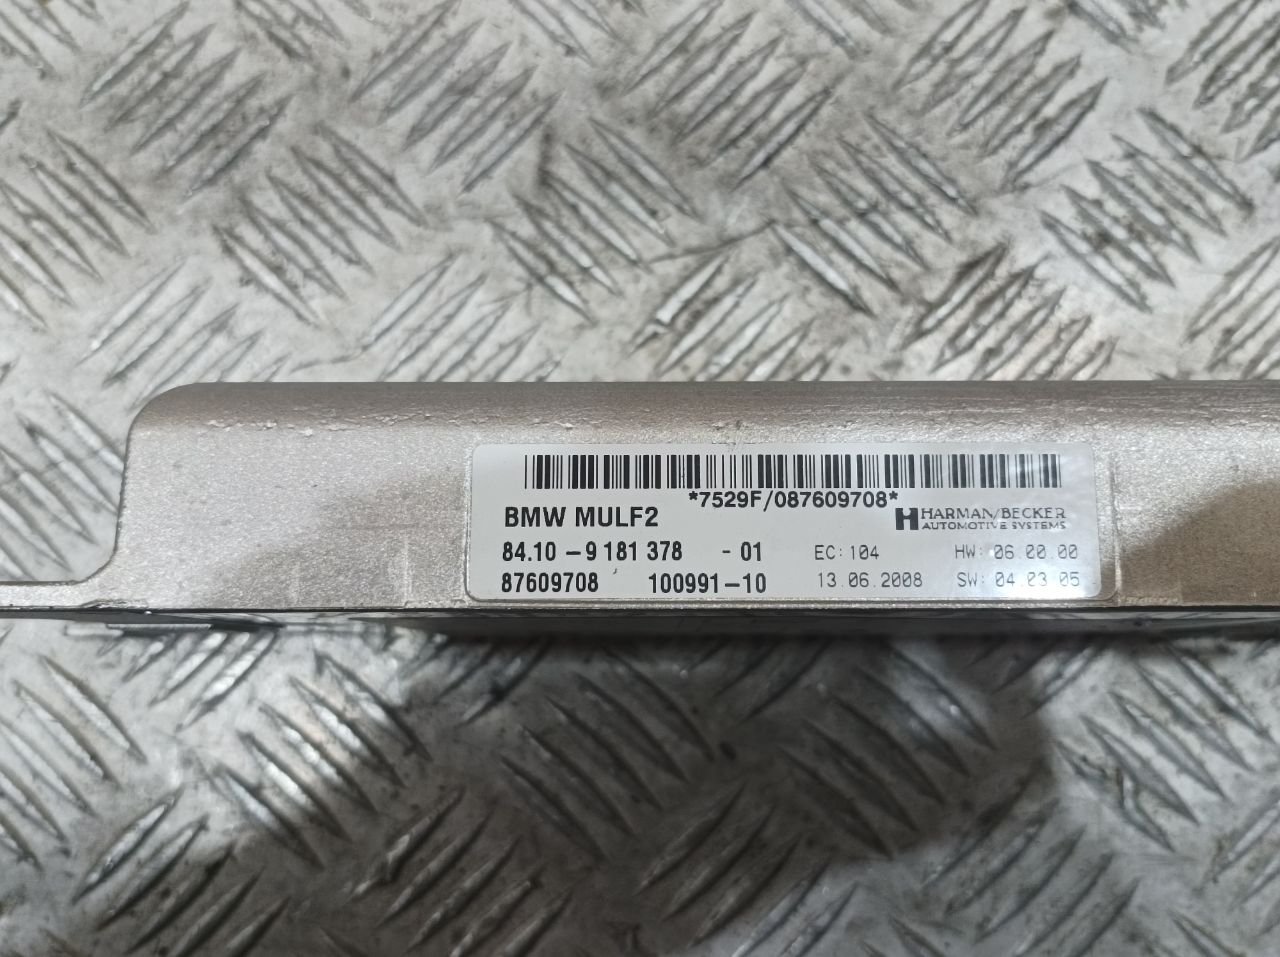 *7529F/087609708*
BMW MULF2
HARMAN/BECKER
AUTOMOTIVE SYSTEMS
84.10 - 9 181 378 - 01 EC: 104 HW: 06.00.00
87609708 100991-10 13.06.2008 SW: 04.03.05